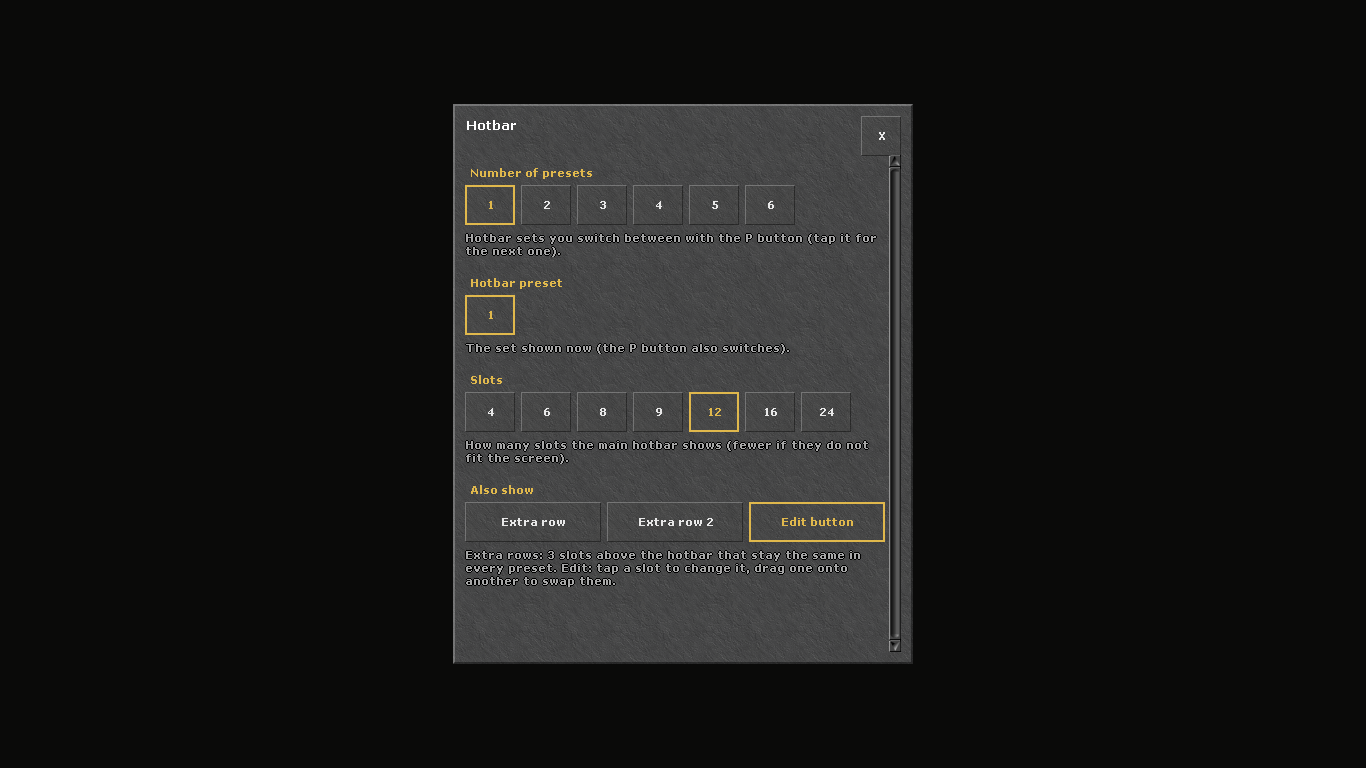 Hotbar
X
Number of presets
1 2 3 4 5 6
Hotbar sets you switch between with the P button (tap it for
the next one).
Hotbar preset
1
The set shown now (the P button also switches).
Slots
4 6 8 9 12 16 24
How many slots the main hotbar shows (fewer if they do not
fit the screen).
Also show
Extra row Extra row 2 Edit button
Extra rows: 3 slots above the hotbar that stay the same in
every preset. Edit: tap a slot to change it, drag one onto
another to swap them.